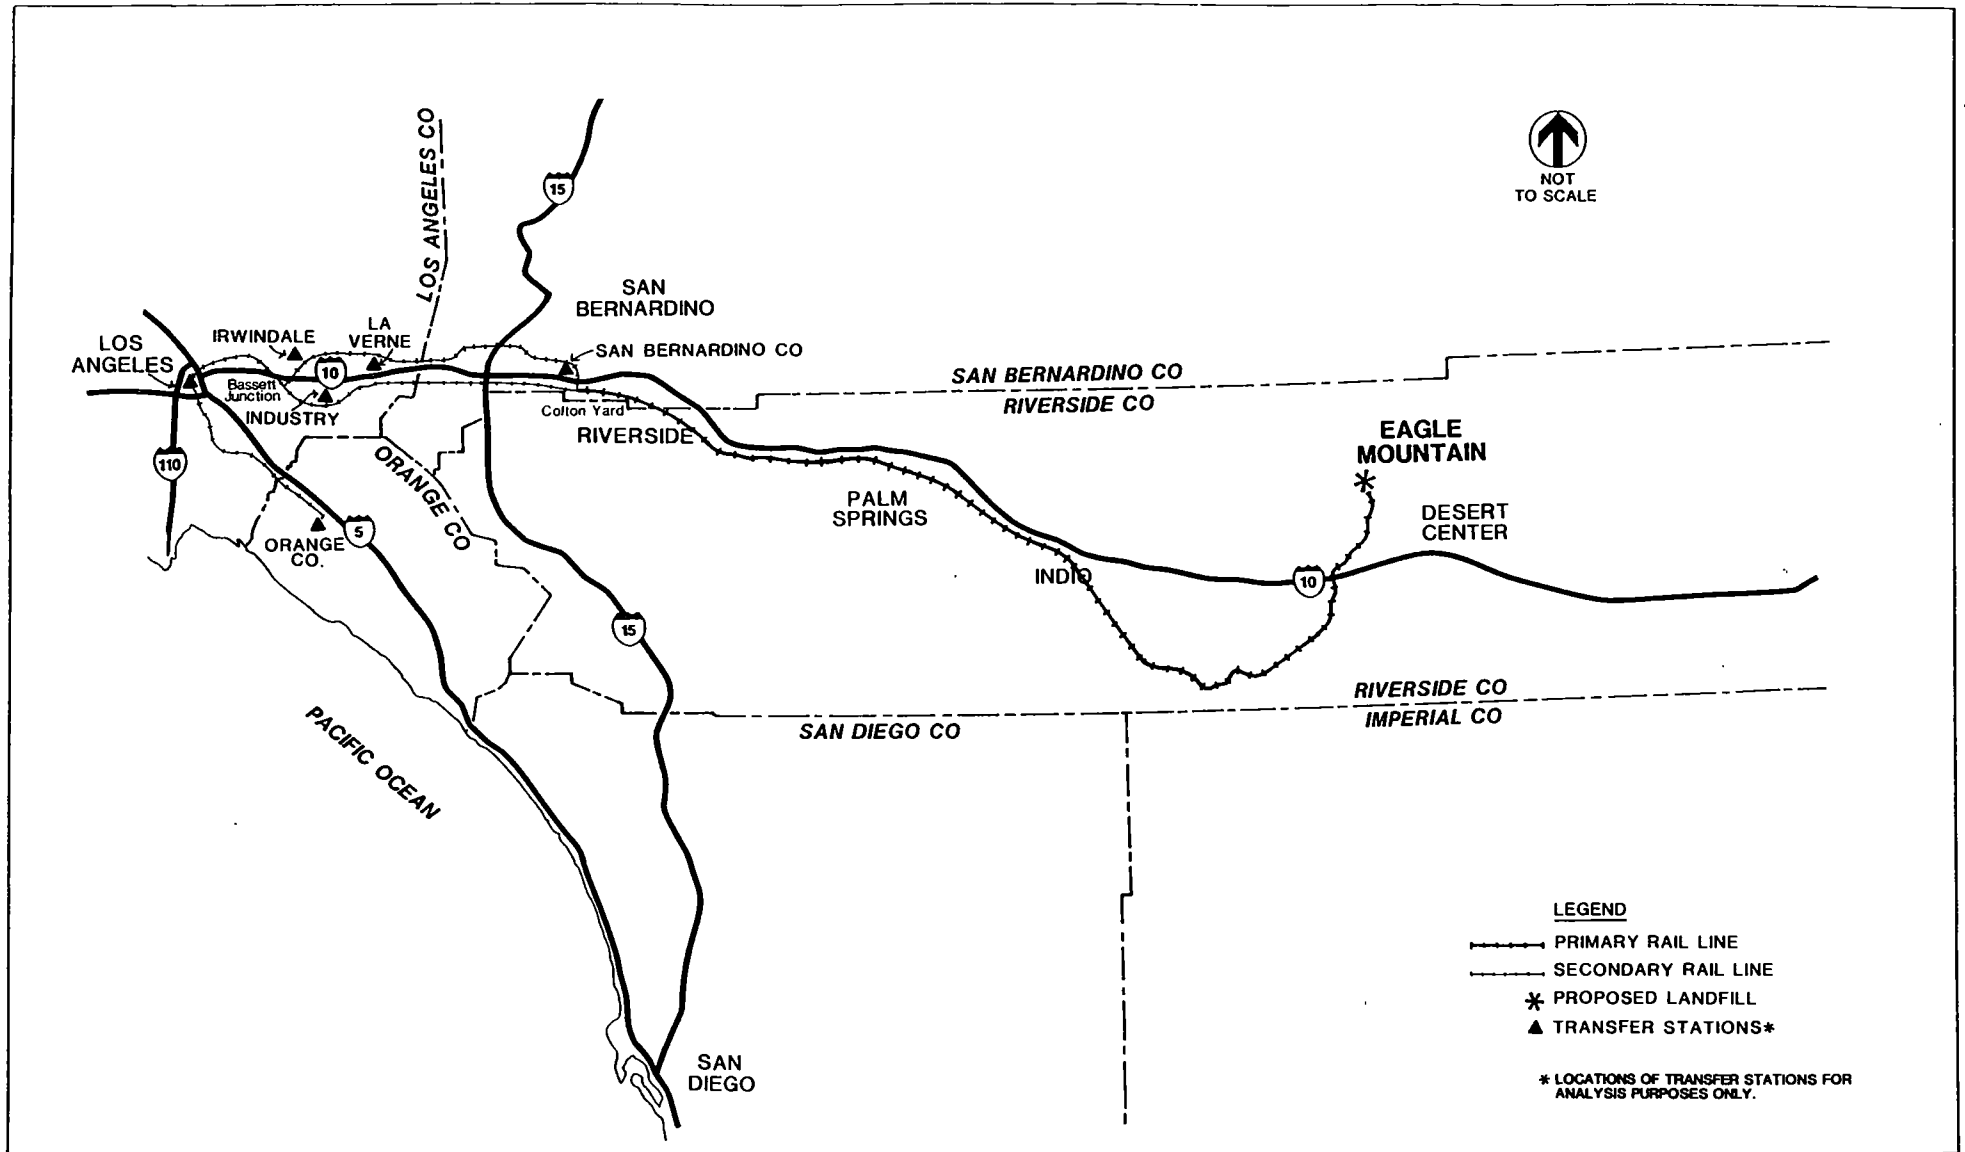 LOS ANGELES CO
15
NOT
TO SCALE
SAN
BERNARDINO
LOS
ANGELES
IRWINDALE
LA
VERNE
SAN BERNARDINO CO
10
Bassett
Junction
INDUSTRY
Colton Yard
RIVERSIDE
SAN BERNARDINO CO
RIVERSIDE CO
EAGLE
MOUNTAIN
110
ORANGE CO
PALM
SPRINGS
DESERT
CENTER
5
ORANGE
CO.
INDIO
10
15
RIVERSIDE CO
IMPERIAL CO
SAN DIEGO CO
PACIFIC OCEAN
SAN
DIEGO
LEGEND
PRIMARY RAIL LINE
SECONDARY RAIL LINE
PROPOSED LANDFILL
TRANSFER STATIONS*
* LOCATIONS OF TRANSFER STATIONS FOR
ANALYSIS PURPOSES ONLY.